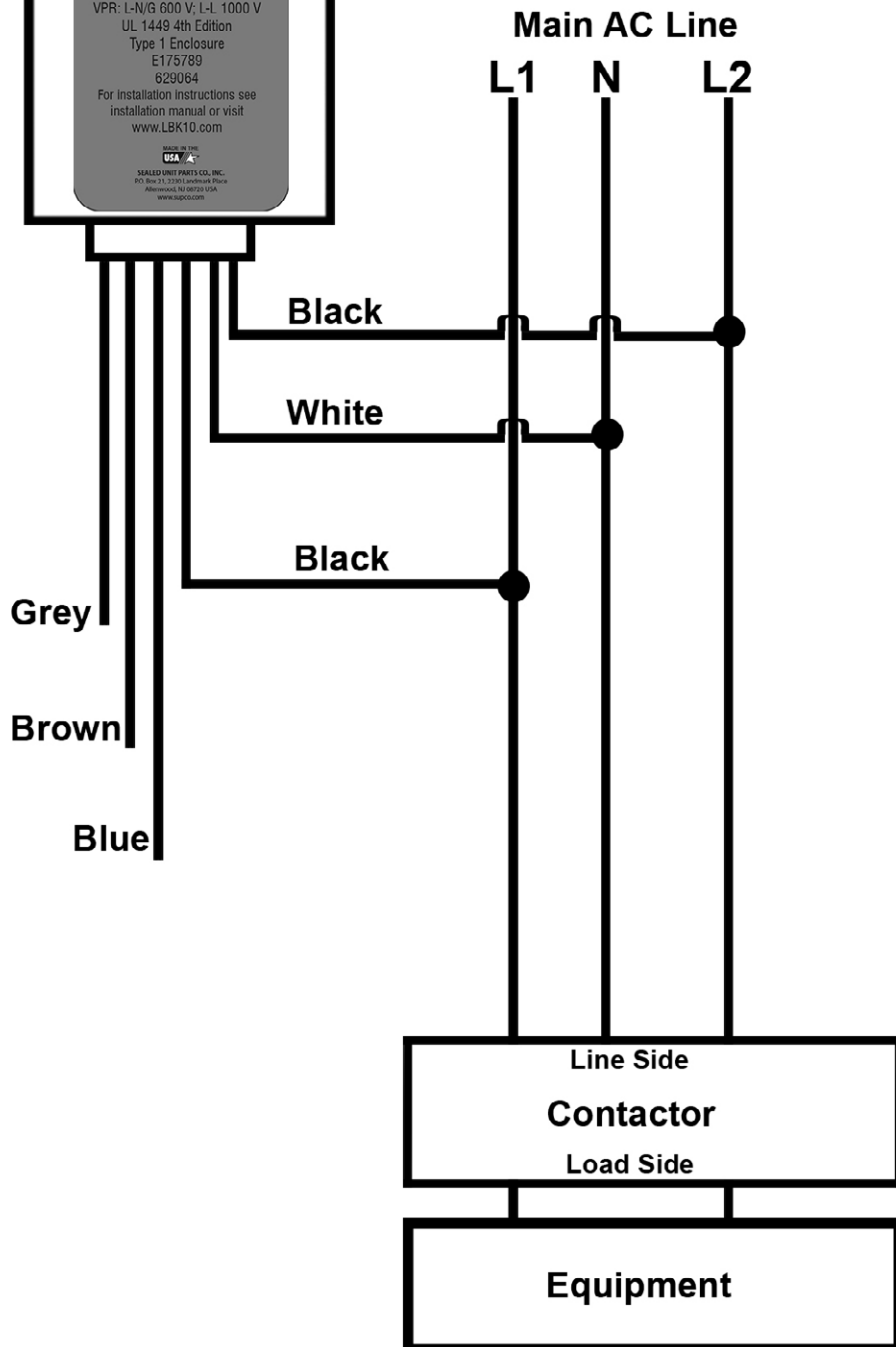 VPR: L-N/G 600 V; L-L 1000 V
UL 1449 4th Edition
Type 1 Enclosure
E175789
629064
For installation instructions see
installation manual or visit
www.LBK10.com
MADE IN THE
USA
SEALED UNIT PARTS CO., INC.
P.O. Box 21, 2230 Landmark Place
Allenwood, NJ 08720 USA
www.supco.com
Main AC Line
L1 N L2
Black
White
Black
Grey
Brown
Blue
Line Side
Contactor
Load Side
Equipment